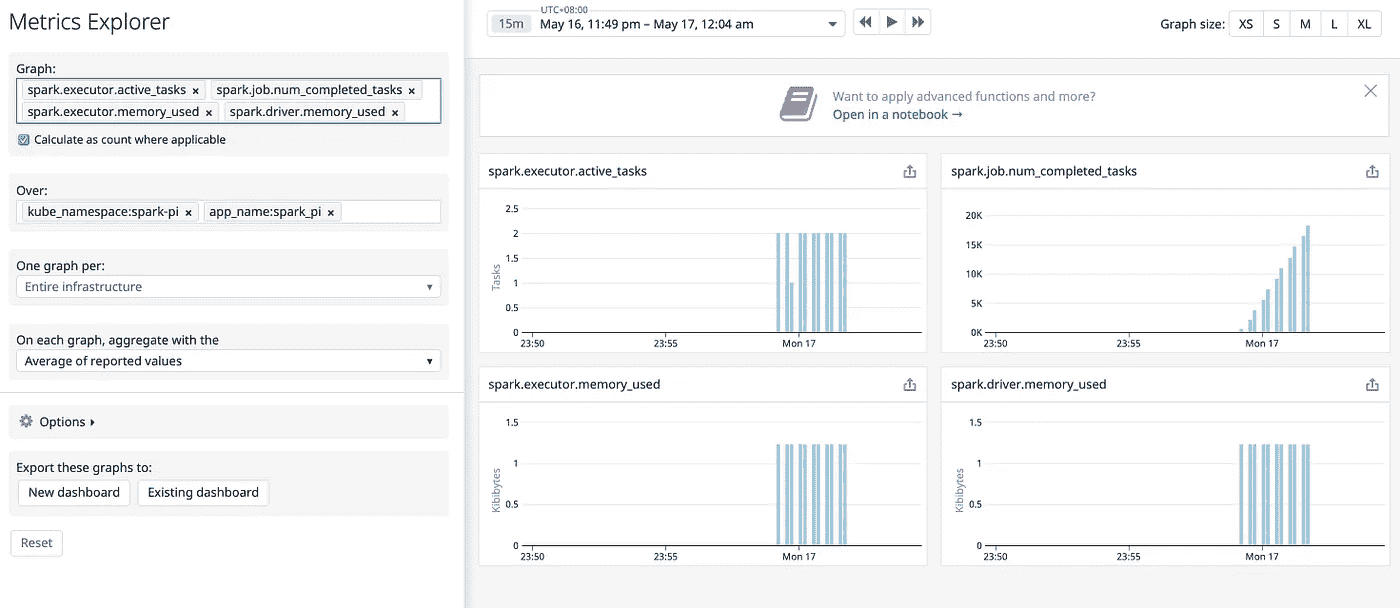 Metrics Explorer
Graph:
spark.executor.active_tasks × spark.job.num_completed_tasks ×
spark.executor.memory_used × spark.driver.memory_used ×
Calculate as count where applicable
Over:
kube_namespace:spark-pi × app_name:spark_pi ×
One graph per:
Entire infrastructure
On each graph, aggregate with the
Average of reported values
Options
Export these graphs to:
New dashboard Existing dashboard
Reset
UTC+08:00
15m May 16, 11:49 pm – May 17, 12:04 am
Graph size: XS S M L XL
Want to apply advanced functions and more?
Open in a notebook →
spark.executor.active_tasks
Tasks
2.5
2
1.5
1
0.5
0
23:50 23:55 Mon 17
spark.job.num_completed_tasks
20K
15K
10K
5K
0K
23:50 23:55 Mon 17
spark.executor.memory_used
Kibibytes
1.5
1
0.5
0
23:50 23:55 Mon 17
spark.driver.memory_used
Kibibytes
1.5
1
0.5
0
23:50 23:55 Mon 17